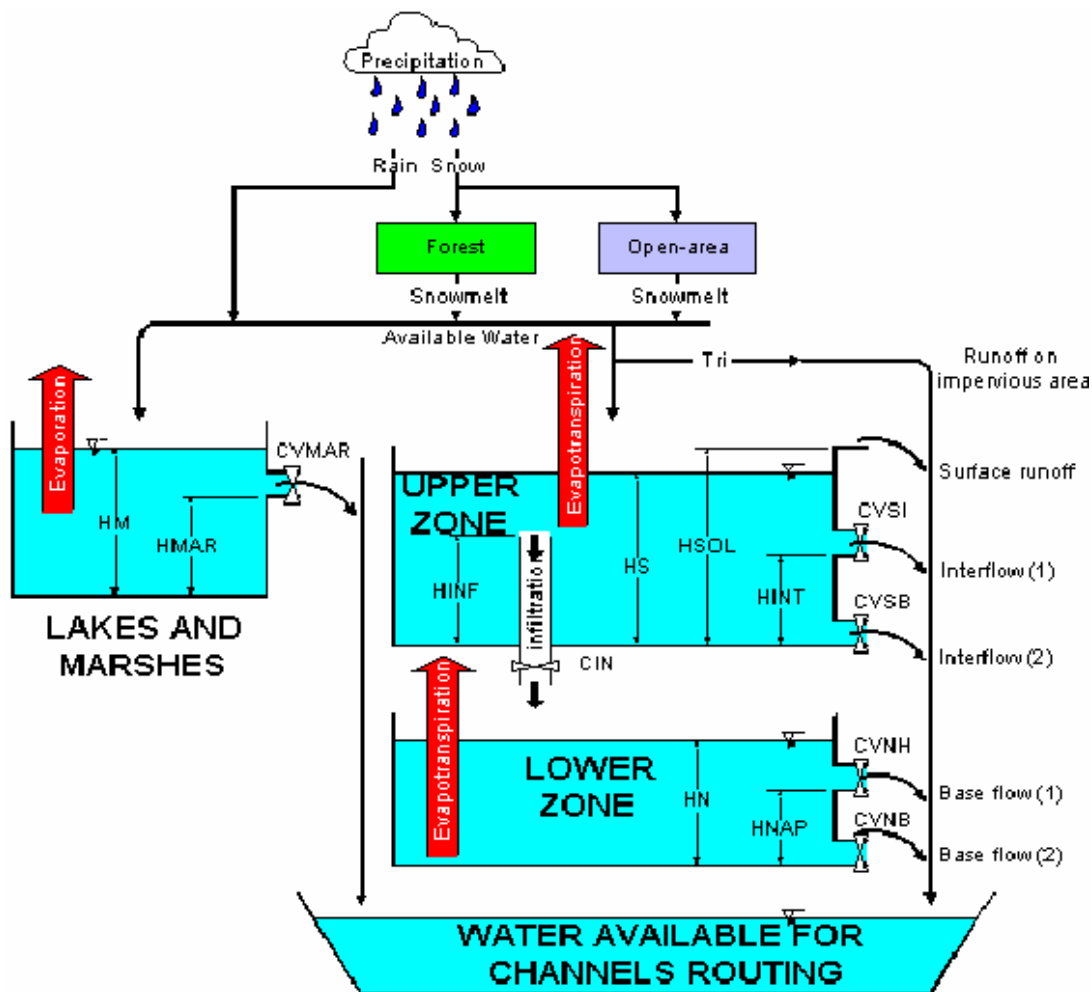 Precipitation
Rain Snow
Forest
Open-area
Snowmelt
Snowmelt
Available Water
Tri
Runoff on
impervious area
Evaporation
Evapotranspiration
CVMAR
HM
HMAR
LAKES AND
MARSHES
UPPER
ZONE
HINF
infiltration
HS
HSOL
HINT
CVSI
CVSB
Surface runoff
Interflow (1)
Interflow (2)
CIN
Evapotranspiration
LOWER
ZONE
HN
HNAP
CVNH
CVNB
Base flow (1)
Base flow (2)
WATER AVAILABLE FOR
CHANNELS ROUTING